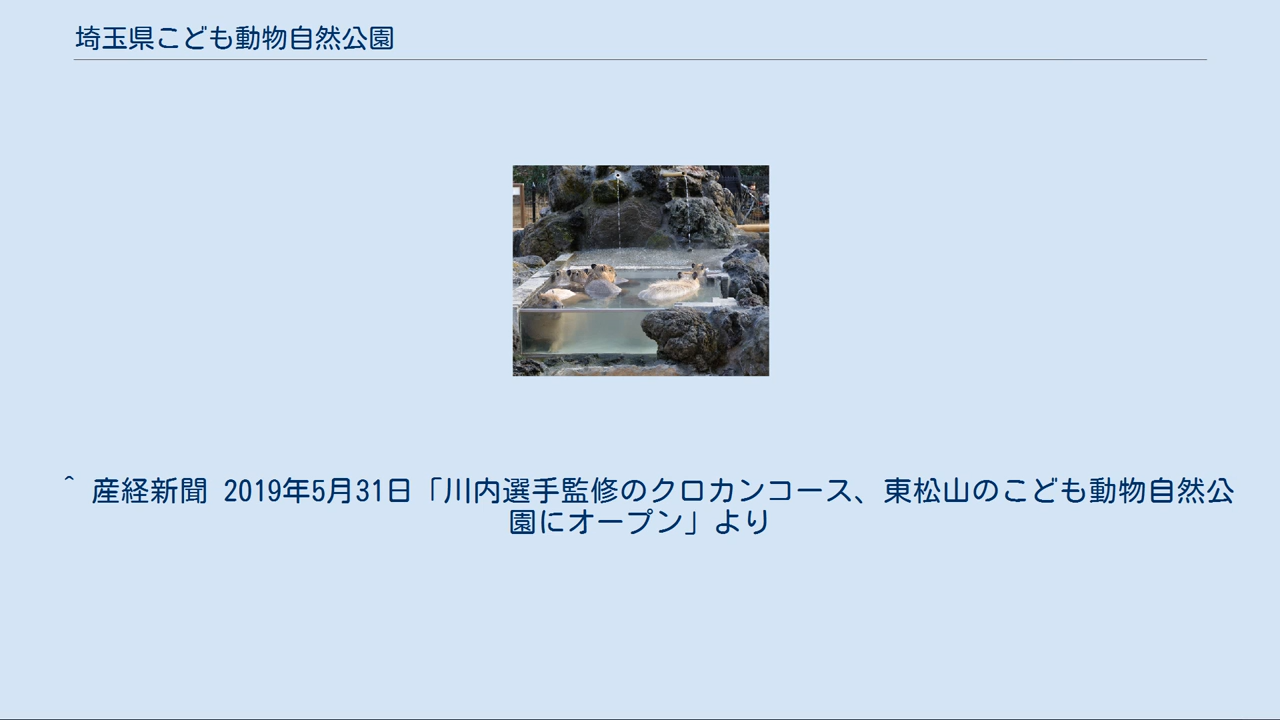 埼玉県こども動物自然公園
^ 産経新聞 2019年5月31日「川内選手監修のクロカンコース、東松山のこども動物自然公
園にオープン」より